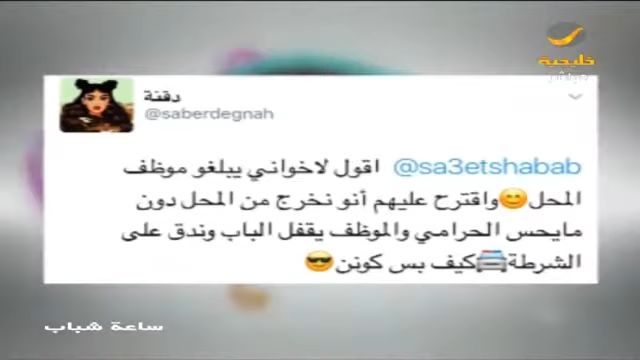 خليجية
مباشر
دقنة
@saberdegnah
@sa3etshabab اقول لاخواني يبلغو موظف
المحل😊واقترح عليهم أنو نخرج من المحل دون
مايحس الحرامي والموظف يقفل الباب وندق على
الشرطة🚔كيف بس كونن😎
ساعة شباب